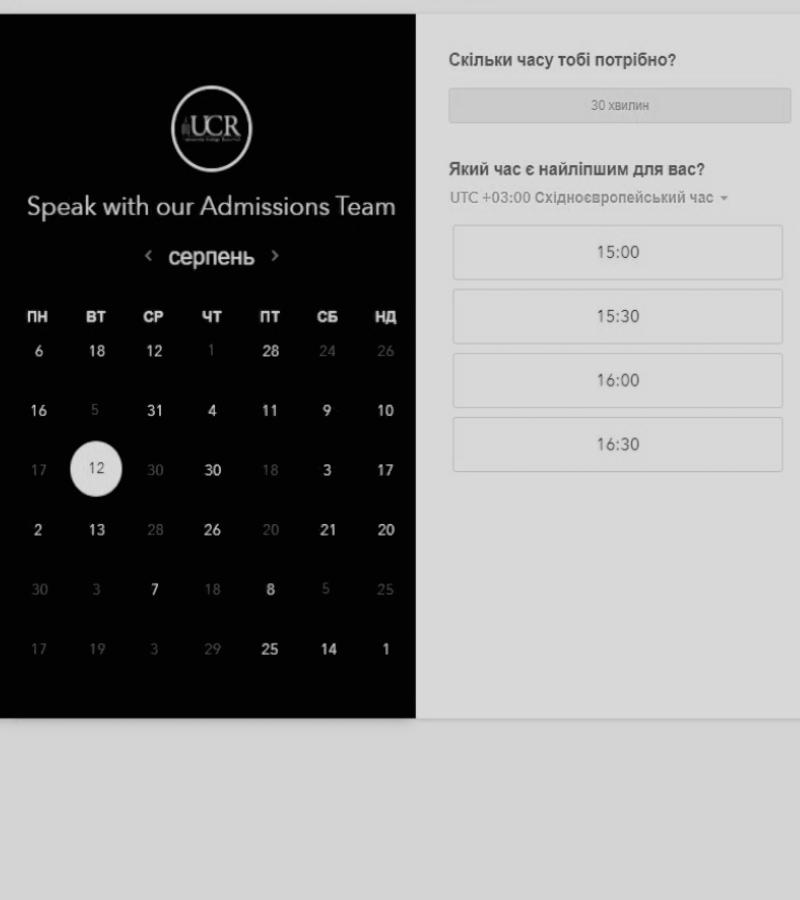 UCR
Speak with our Admissions Team
серпень
ПН ВТ СР ЧТ ПТ СБ НД
6 18 12 1 28 24 26
16 5 31 4 11 9 10
17 12 30 30 18 3 17
2 13 28 26 20 21 20
30 3 7 18 8 5 25
17 19 3 29 25 14 1
Скільки часу тобі потрібно?
30 хвилин
Який час є найліпшим для вас?
UTC +03:00 Східноєвропейський час
15:00
15:30
16:00
16:30